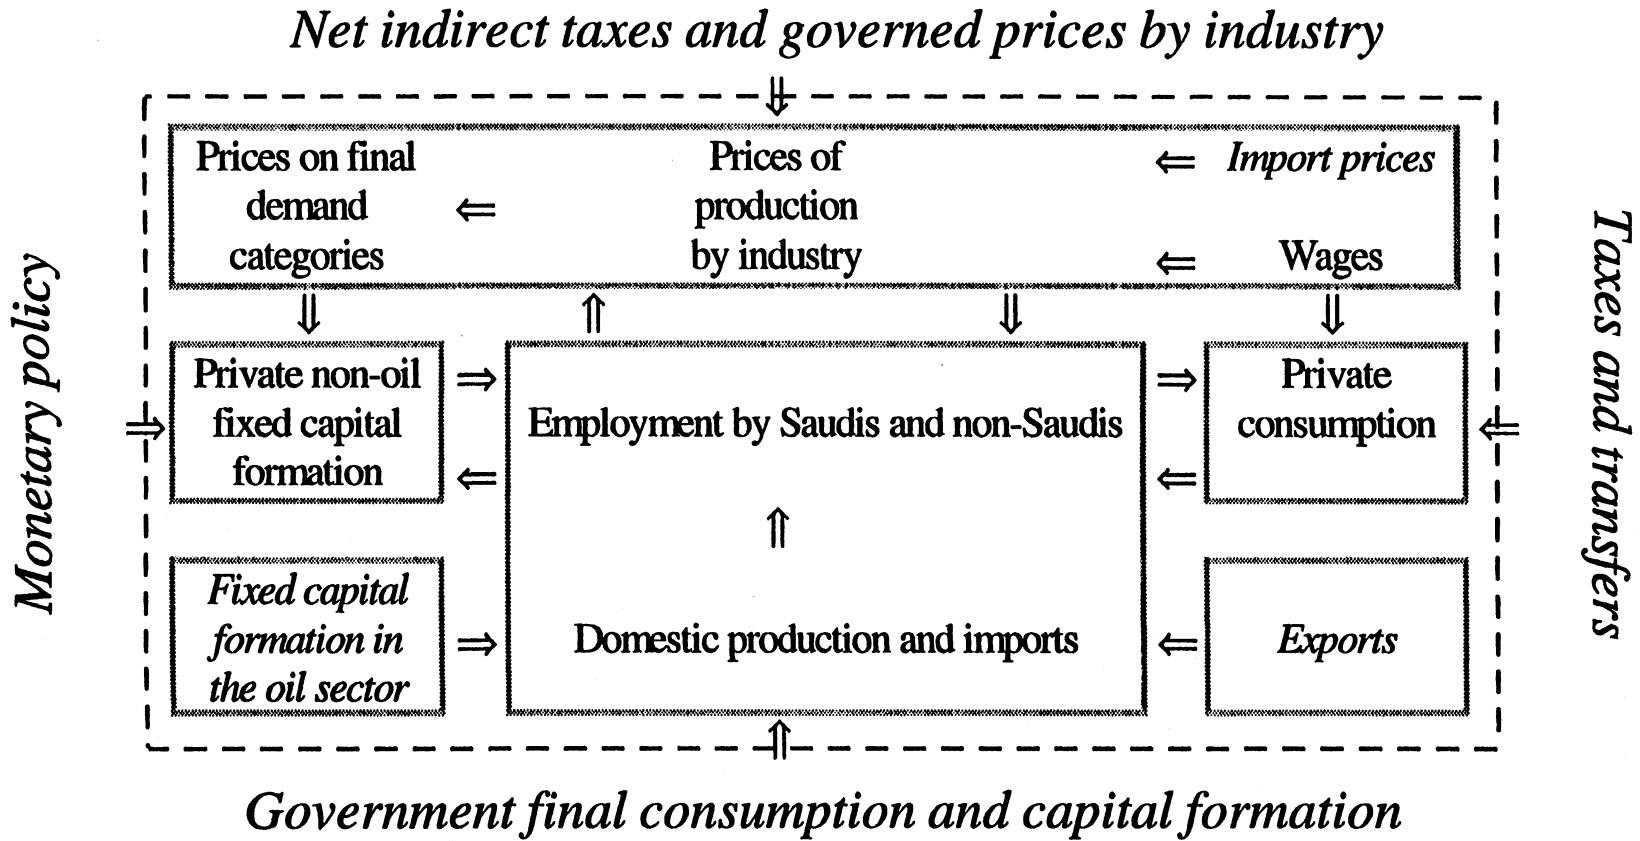 Net indirect taxes and governed prices by industry
Prices on final
demand
categories
⇐
Prices of
production
by industry
⇐ Import prices
⇐ Wages
Monetary policy
Taxes and transfers
Private non-oil
fixed capital
formation
Employment by Saudis and non-Saudis
Private
consumption
Fixed capital
formation in
the oil sector
Domestic production and imports
Exports
Government final consumption and capital formation